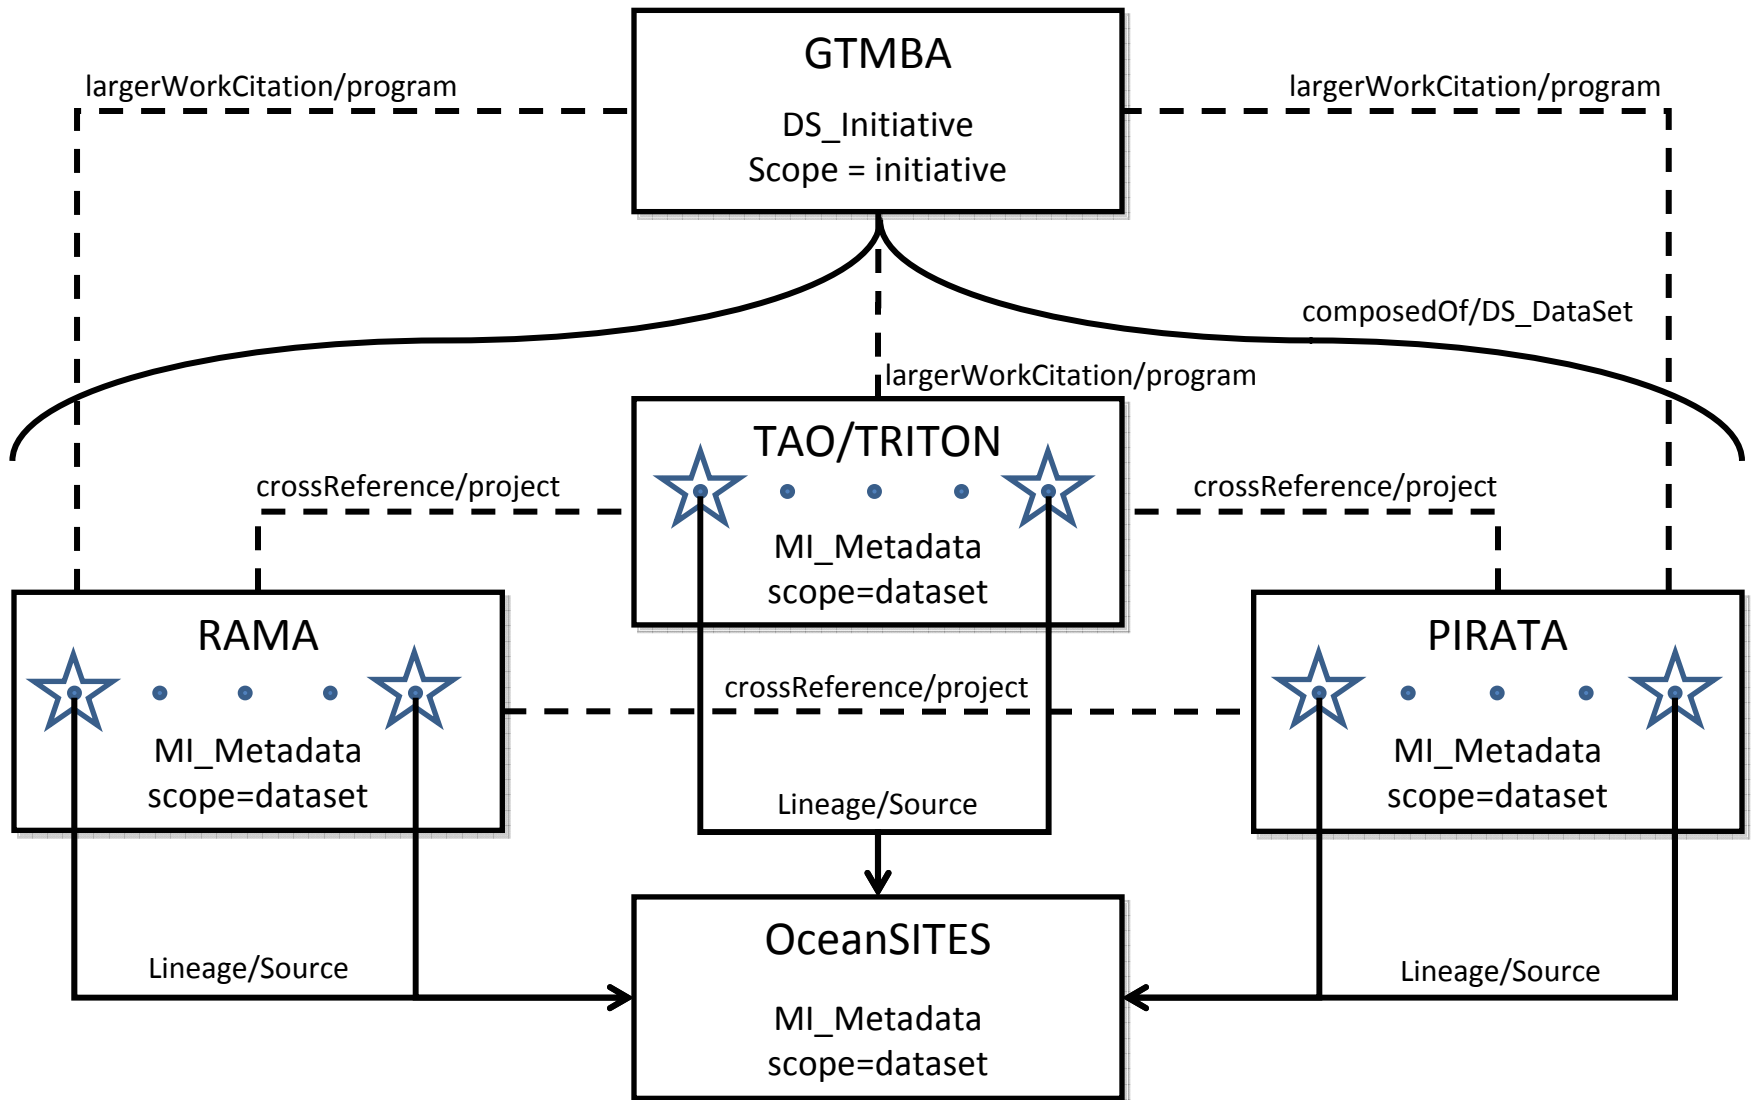 GTMBA
DS_Initiative
Scope = initiative
largerWorkCitation/program
largerWorkCitation/program
composedOf/DS_DataSet
largerWorkCitation/program
TAO/TRITON
MI_Metadata
scope=dataset
crossReference/project
crossReference/project
RAMA
MI_Metadata
scope=dataset
crossReference/project
PIRATA
MI_Metadata
scope=dataset
Lineage/Source
Lineage/Source
Lineage/Source
OceanSITES
MI_Metadata
scope=dataset